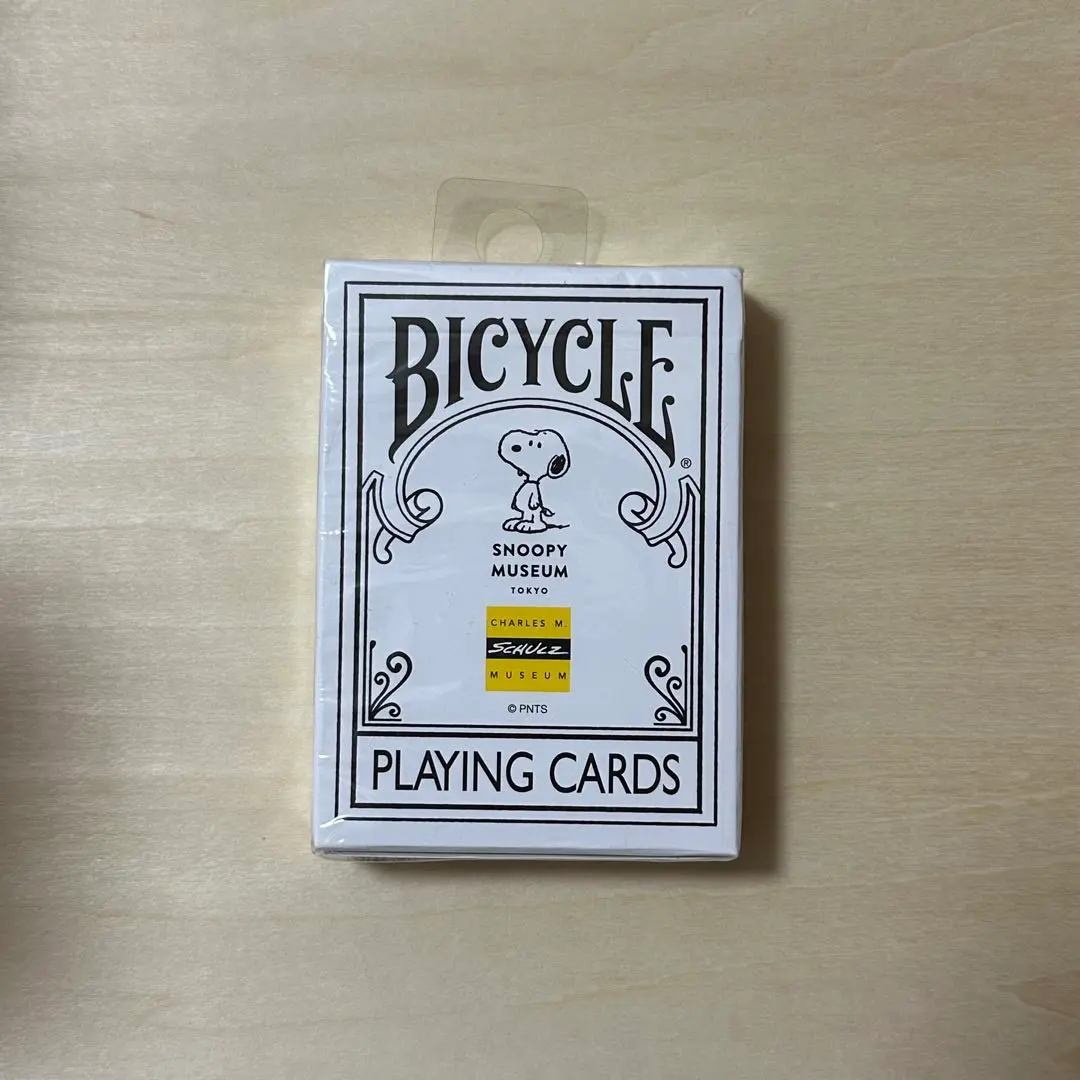 BICYCLE
®
SNOOPY
MUSEUM
TOKYO
CHARLES M.
SCHULZ
MUSEUM
© PNTS
PLAYING CARDS